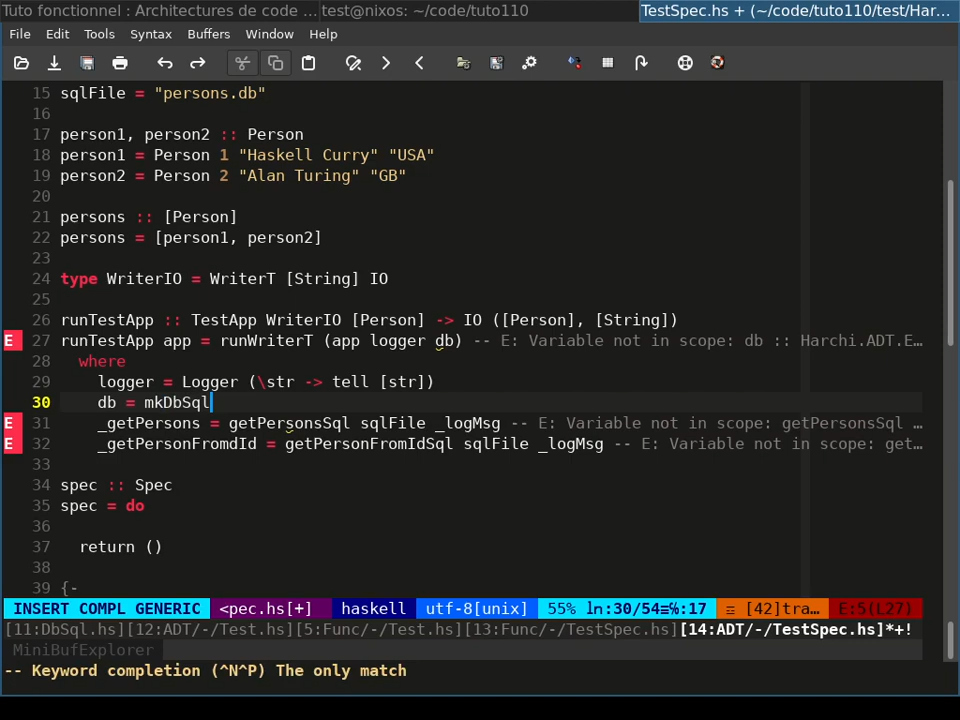 Tuto fonctionnel : Architectures de code ... test@nixos: ~/code/tuto110 TestSpec.hs + (~/code/tuto110/test/Har...
File Edit Tools Syntax Buffers Window Help
15 sqlFile = "persons.db"
16
17 person1, person2 :: Person
18 person1 = Person 1 "Haskell Curry" "USA"
19 person2 = Person 2 "Alan Turing" "GB"
20
21 persons :: [Person]
22 persons = [person1, person2]
23
24 type WriterIO = WriterT [String] IO
25
26 runTestApp :: TestApp WriterIO [Person] -> IO ([Person], [String])
E 27 runTestApp app = runWriterT (app logger db) -- E: Variable not in scope: db :: Harchi.ADT.E…
28   where
29     logger = Logger (\str -> tell [str])
30     db = mkDbSql
E 31     _getPersons = getPersonsSql sqlFile _logMsg -- E: Variable not in scope: getPersonsSql …
E 32     _getPersonFromdId = getPersonFromIdSql sqlFile _logMsg -- E: Variable not in scope: get…
33
34 spec :: Spec
35 spec = do
36
37   return ()
38
39 {-
INSERT COMPL GENERIC <pec.hs[+] haskell utf-8[unix] 55% ln:30/54≡℅:17 ☲ [42]tra… E:5(L27)
[11:DbSql.hs][12:ADT/-/Test.hs][5:Func/-/Test.hs][13:Func/-/TestSpec.hs][14:ADT/-/TestSpec.hs]*+!
MiniBufExplorer
-- Keyword completion (^N^P) The only match